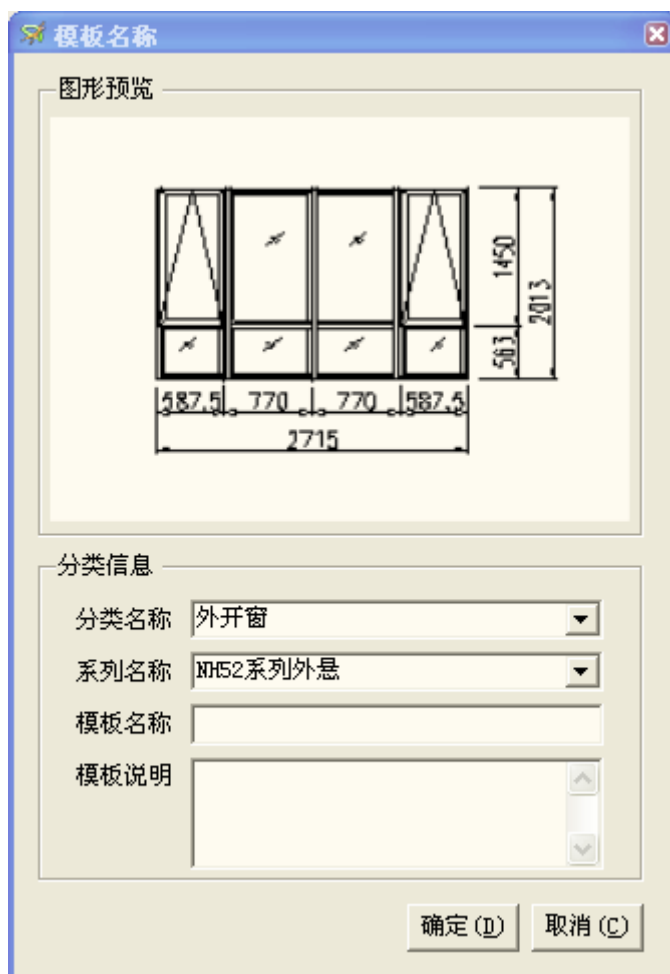 模板名称
图形预览
1450
2013
563
587.5 770 770 587.5
2715
分类信息
分类名称 外开窗
系列名称 NH52系列外悬
模板名称
模板说明
确定(D) 取消(C)